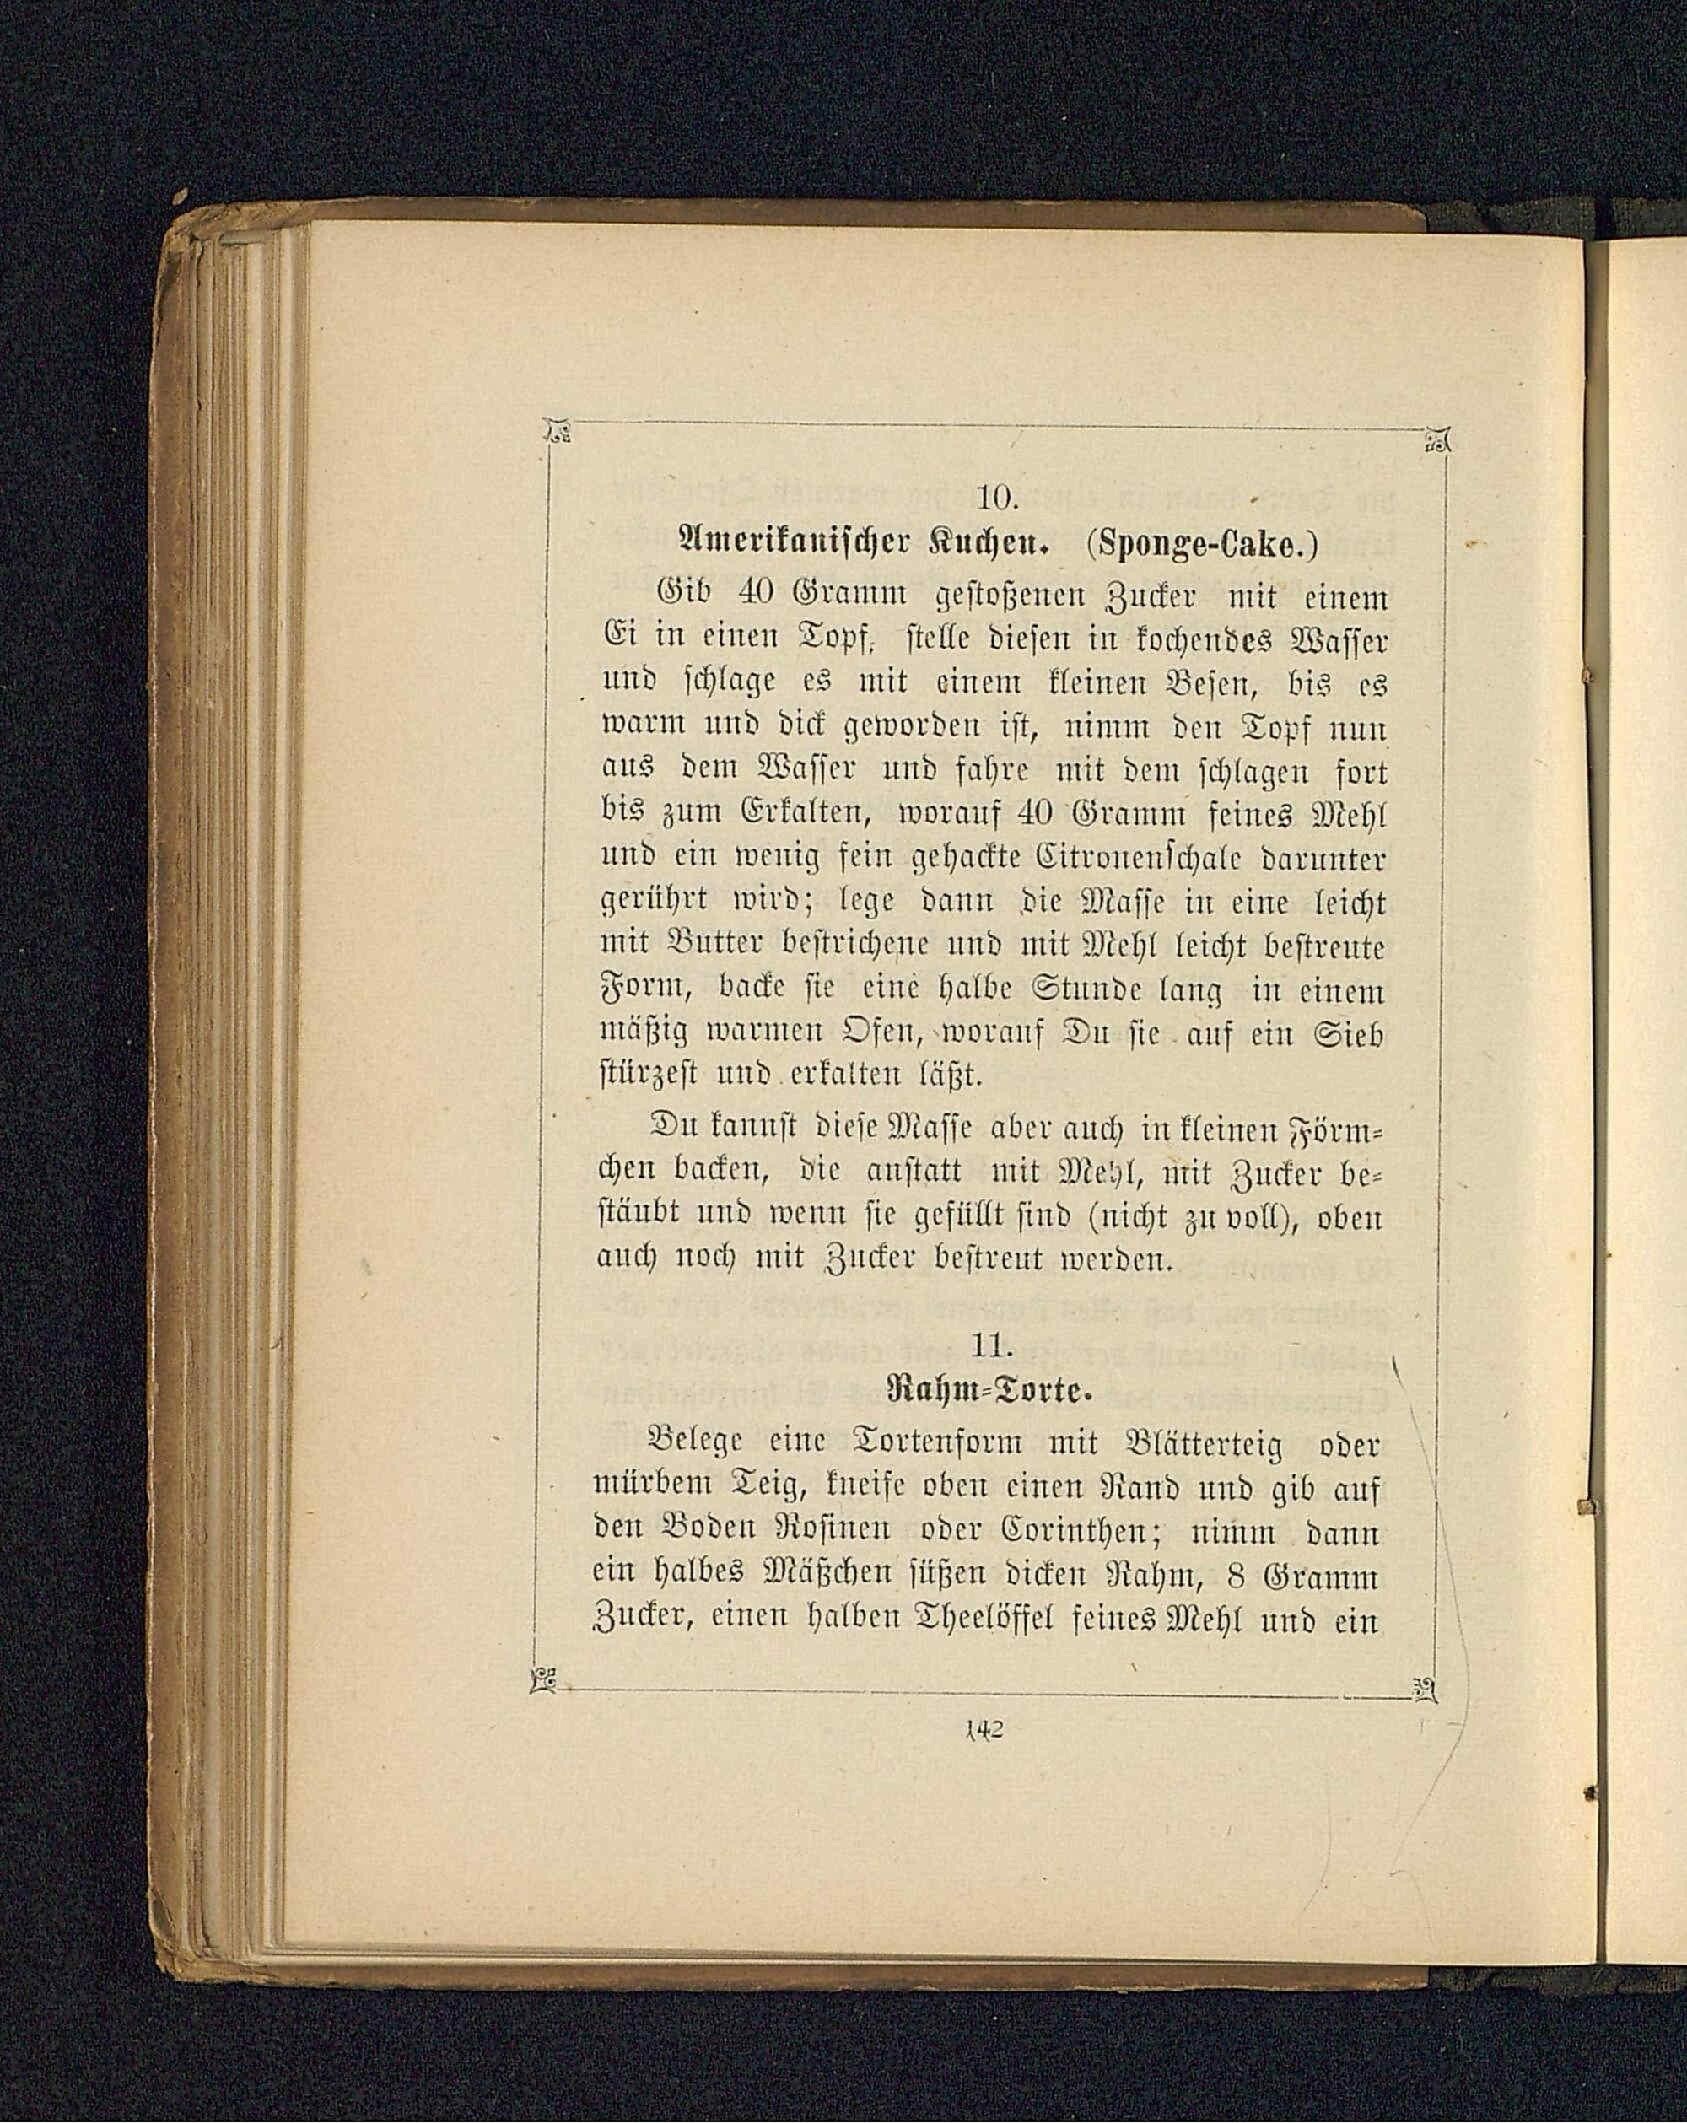 10.
Amerikanischer Kuchen. (Sponge-Cake.)
Gib 40 Gramm gestoßenen Zucker mit einem
Ei in einen Topf, stelle diesen in kochendes Wasser
und schlage es mit einem kleinen Besen, bis es
warm und dick geworden ist, nimm den Topf nun
aus dem Wasser und fahre mit dem schlagen fort
bis zum Erkalten, worauf 40 Gramm feines Mehl
und ein wenig fein gehackte Citronenschale darunter
gerührt wird; lege dann die Masse in eine leicht
mit Butter bestrichene und mit Mehl leicht bestreute
Form, backe sie eine halbe Stunde lang in einem
mäßig warmen Ofen, worauf Du sie auf ein Sieb
stürzest und erkalten läßt.
Du kannst diese Masse aber auch in kleinen Förm-
chen backen, die anstatt mit Mehl, mit Zucker be-
stäubt und wenn sie gefüllt sind (nicht zu voll), oben
auch noch mit Zucker bestreut werden.
11.
Rahm-Torte.
Belege eine Tortenform mit Blätterteig oder
mürbem Teig, kneife oben einen Rand und gib auf
den Boden Rosinen oder Corinthen; nimm dann
ein halbes Mäßchen süßen dicken Rahm, 8 Gramm
Zucker, einen halben Theelöffel feines Mehl und ein
142